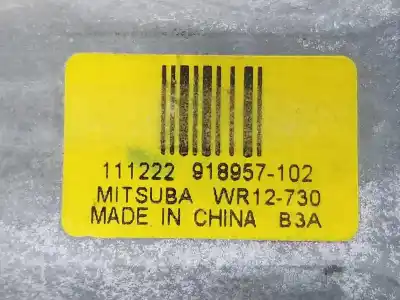 111222 918957-102
MITSUBA WR12-730
MADE IN CHINA B3A